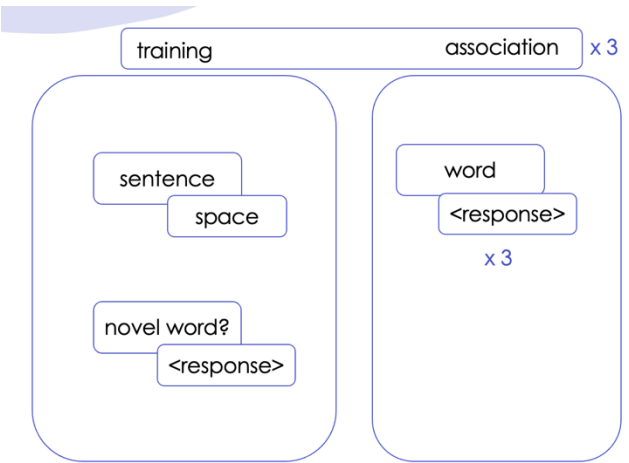 training association x 3
sentence
space
novel word?
<response>
word
<response>
x 3